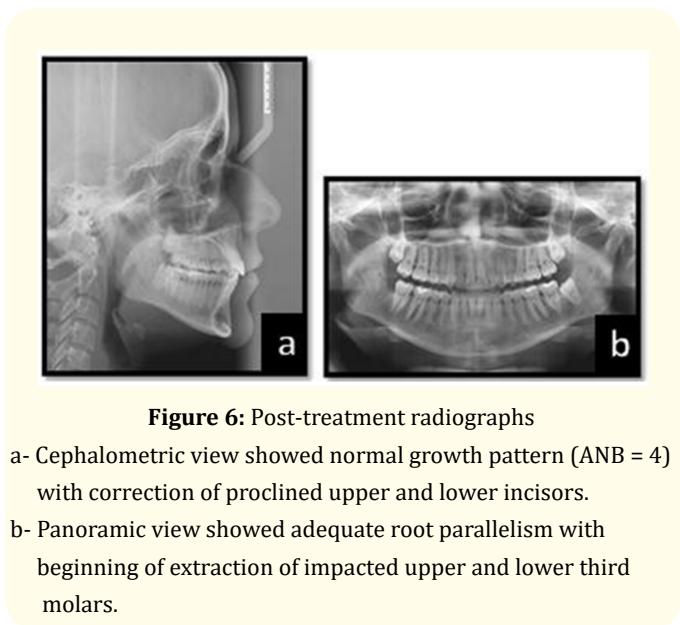 a
b
Figure 6: Post-treatment radiographs
a- Cephalometric view showed normal growth pattern (ANB = 4)
with correction of proclined upper and lower incisors.
b- Panoramic view showed adequate root parallelism with
beginning of extraction of impacted upper and lower third
molars.